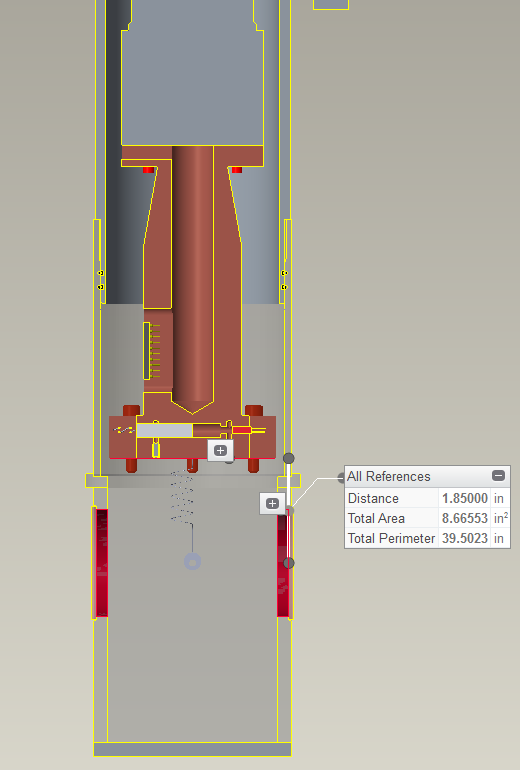 All References
Distance 1.85000 in
Total Area 8.66553 in²
Total Perimeter 39.5023 in